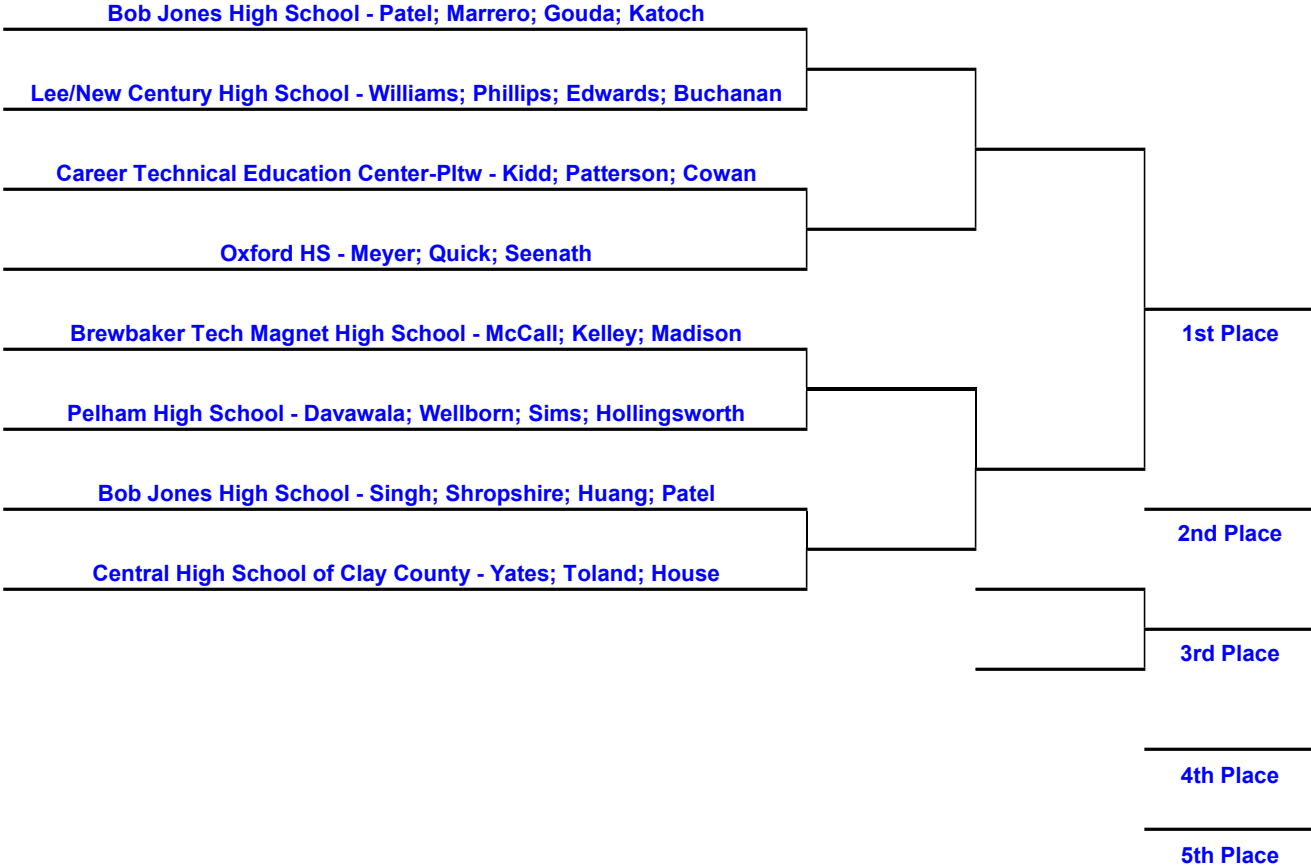 Bob Jones High School - Patel; Marrero; Gouda; Katoch
Lee/New Century High School - Williams; Phillips; Edwards; Buchanan
Career Technical Education Center-Pltw - Kidd; Patterson; Cowan
Oxford HS - Meyer; Quick; Seenath
Brewbaker Tech Magnet High School - McCall; Kelley; Madison
1st Place
Pelham High School - Davawala; Wellborn; Sims; Hollingsworth
Bob Jones High School - Singh; Shropshire; Huang; Patel
2nd Place
Central High School of Clay County - Yates; Toland; House
3rd Place
4th Place
5th Place